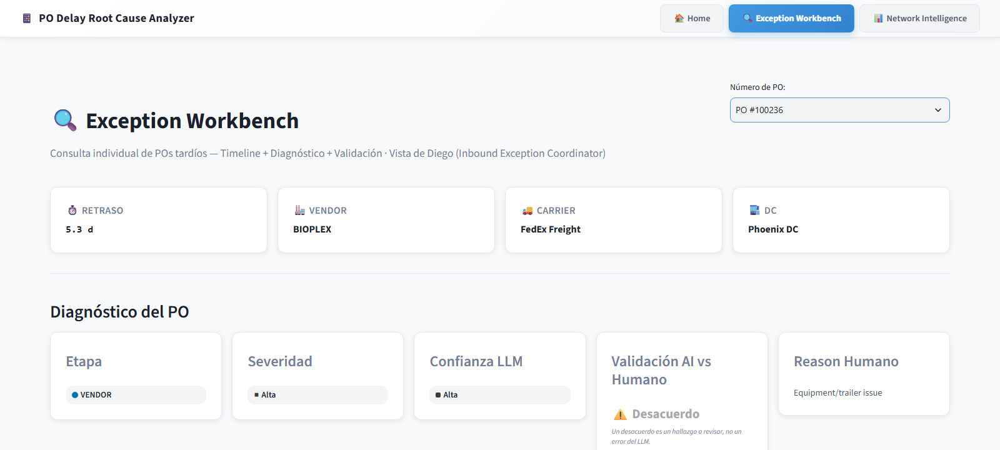 PO Delay Root Cause Analyzer
Home
Exception Workbench
Network Intelligence
Número de PO:
PO #100236
Exception Workbench
Consulta individual de POs tardíos — Timeline + Diagnóstico + Validación · Vista de Diego (Inbound Exception Coordinator)
RETRASO
5.3 d
VENDOR
BIOPLEX
CARRIER
FedEx Freight
DC
Phoenix DC
Diagnóstico del PO
Etapa
VENDOR
Severidad
Alta
Confianza LLM
Alta
Validación AI vs
Humano
Desacuerdo
Un desacuerdo es un hallazgo a revisar, no un
error del LLM.
Reason Humano
Equipment/trailer issue